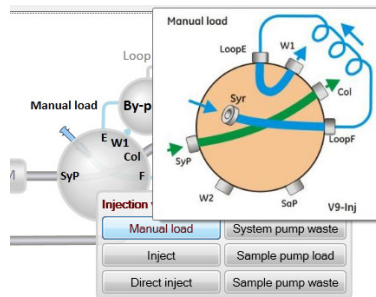 Manual load
LoopE
W1
Col
Syr
SyP
LoopF
W2
SaP
V9-Inj
Loop
Manual load
By-p
E
W1
Col
SyP
F
Manual load
System pump waste
Inject
Sample pump load
Direct inject
Sample pump waste